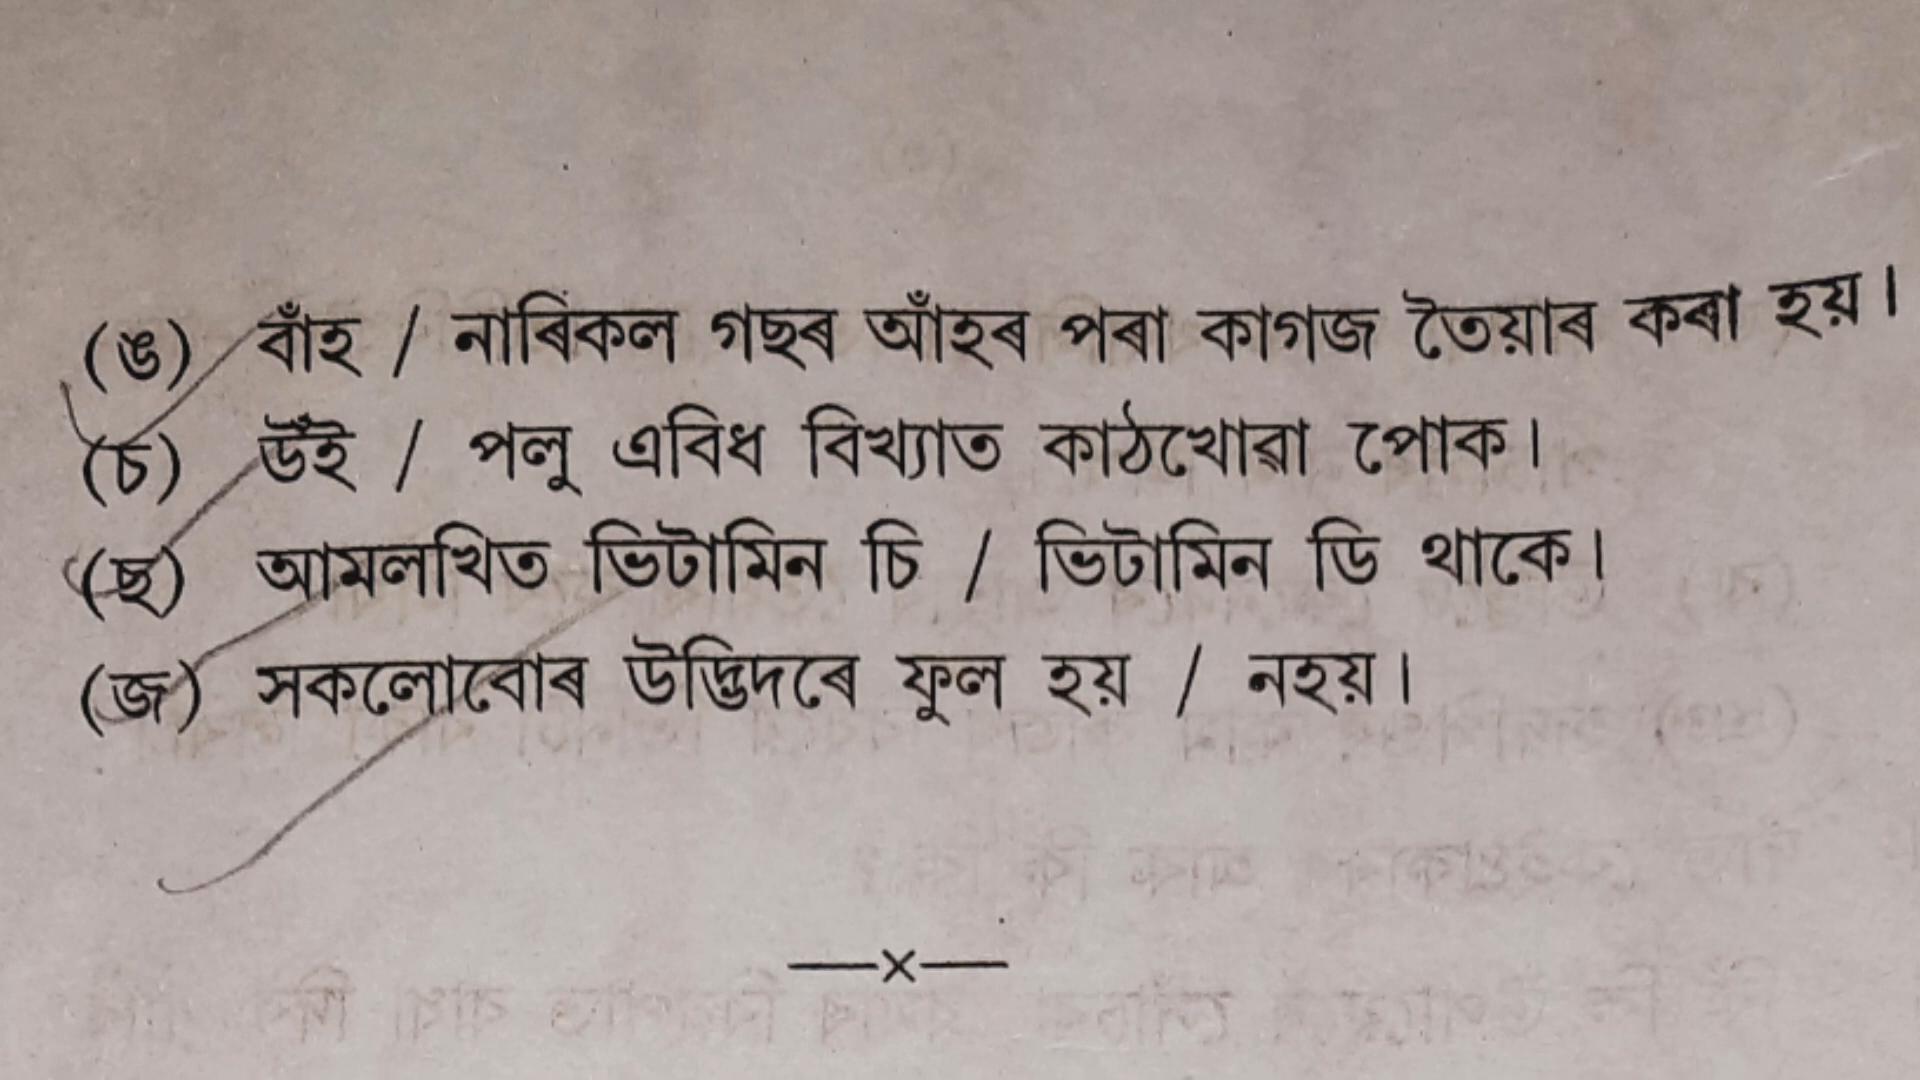 (ঙ) বাঁহ / নাৰিকল গছৰ আঁহৰ পৰা কাগজ তৈয়াৰ কৰা হয়।
(চ) উঁই / পলু এবিধ বিখ্যাত কাঠখোৱা পোক।
(ছ) আমলখিত ভিটামিন চি / ভিটামিন ডি থাকে।
(জ) সকলোবোৰ উদ্ভিদৰে ফুল হয় / নহয়।
—x—